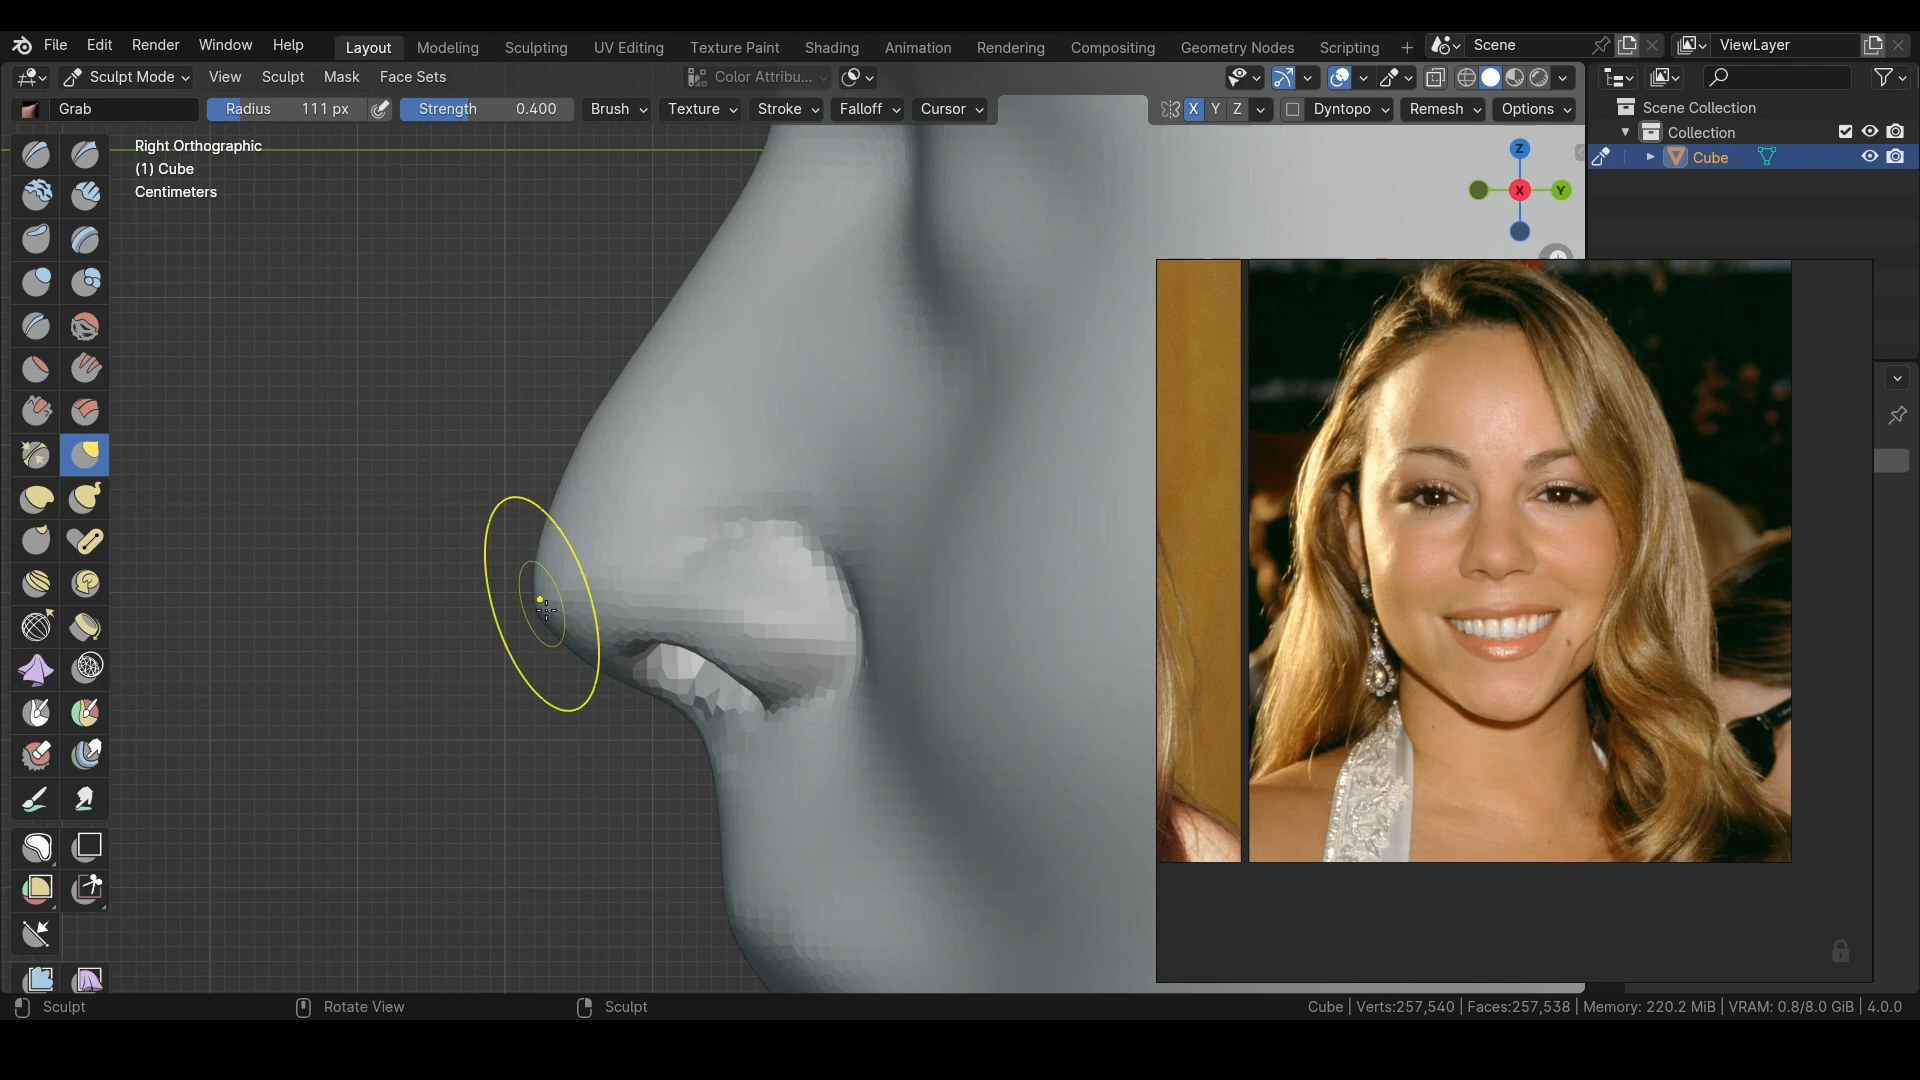 File Edit Render Window Help Layout Modeling Sculpting UV Editing Texture Paint Shading Animation Rendering Compositing Geometry Nodes Scripting + Scene ViewLayer
Sculpt Mode View Sculpt Mask Face Sets Color Attribu...
Grab Radius 111 px Strength 0.400 Brush Texture Stroke Falloff Cursor X Y Z Dyntopo Remesh Options
Scene Collection
Collection
Cube
Right Orthographic
(1) Cube
Centimeters
Z
X Y
Sculpt Rotate View Sculpt Cube | Verts:257,540 | Faces:257,538 | Memory: 220.2 MiB | VRAM: 0.8/8.0 GiB | 4.0.0